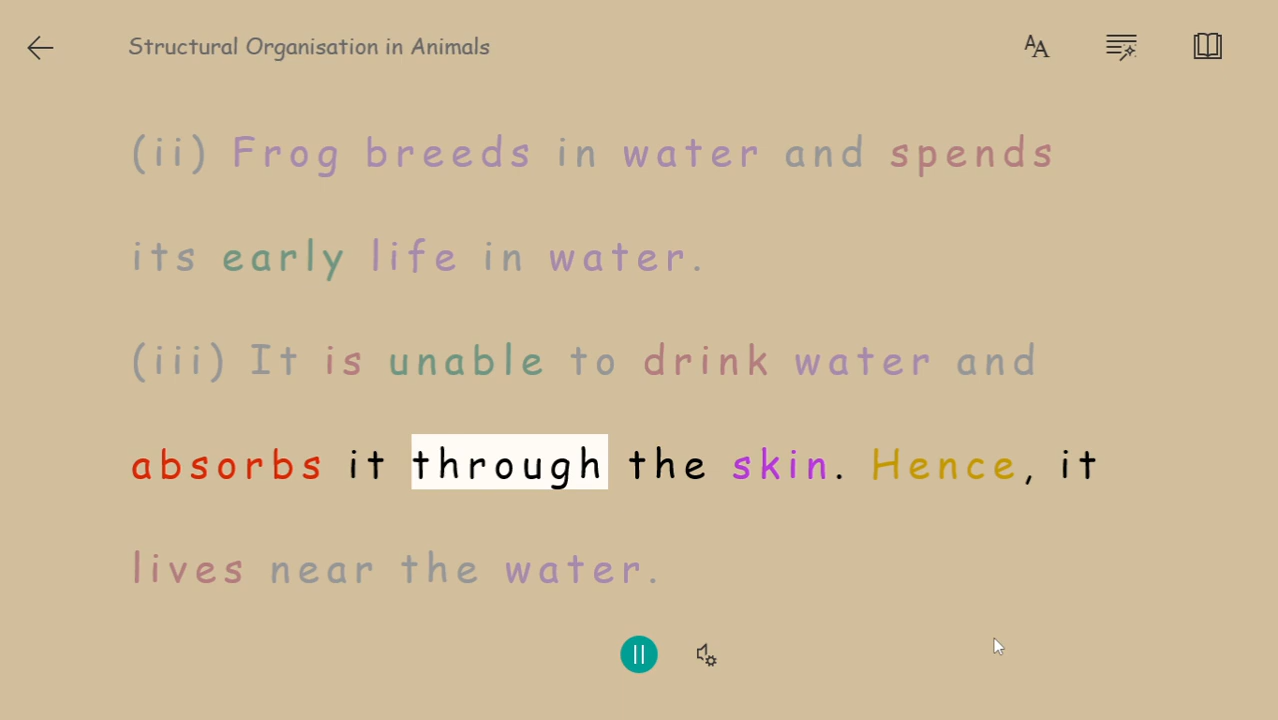 Structural Organisation in Animals
(ii) Frog breeds in water and spends
its early life in water.
(iii) It is unable to drink water and
absorbs it through the skin. Hence, it
lives near the water.